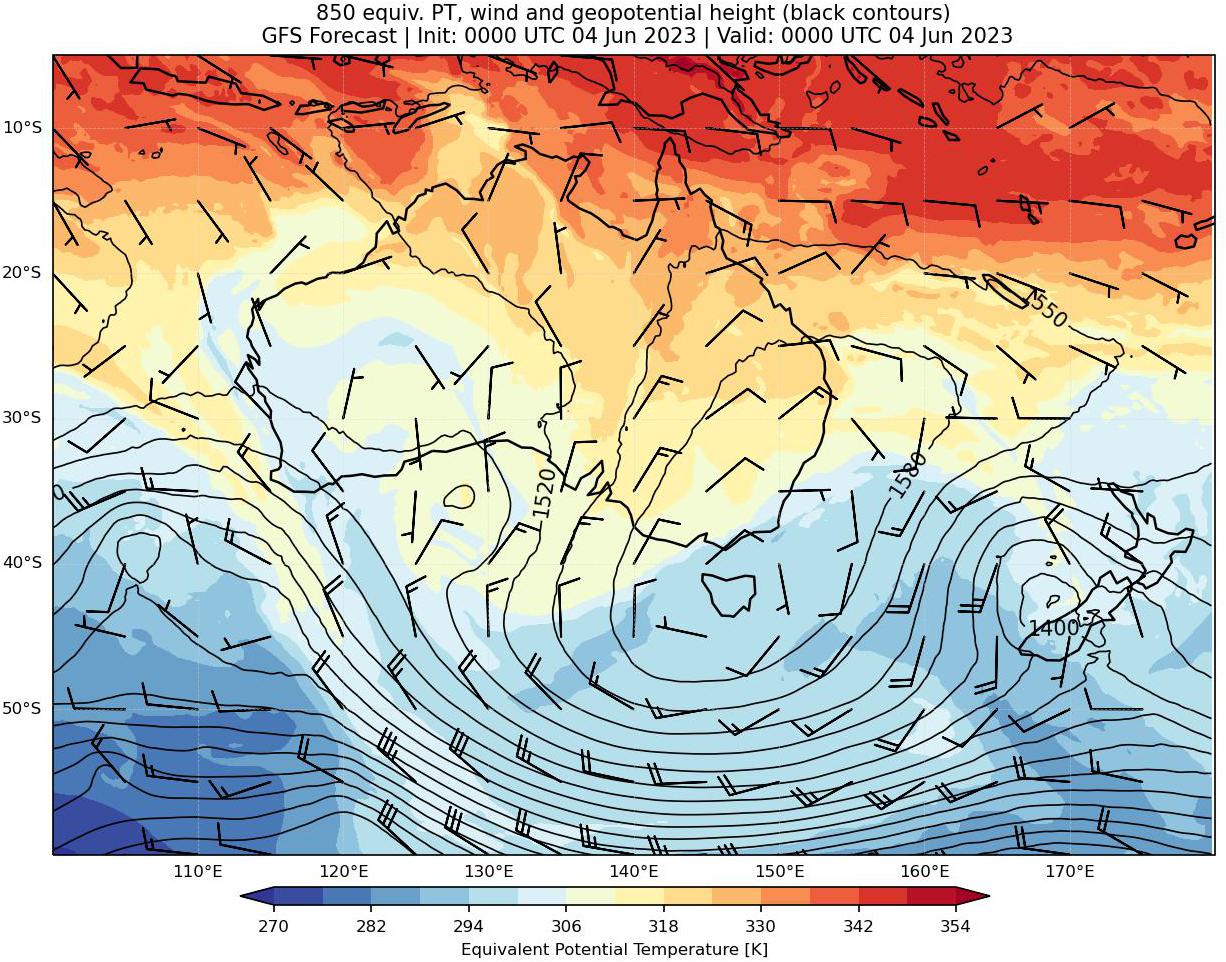 850 equiv. PT, wind and geopotential height (black contours)
GFS Forecast | Init: 0000 UTC 04 Jun 2023 | Valid: 0000 UTC 04 Jun 2023
10°S
20°S
1550
30°S
1520
1580
0
40°S
1400
50°S
110°E 120°E 130°E 140°E 150°E 160°E 170°E
270 282 294 306 318 330 342 354
Equivalent Potential Temperature [K]